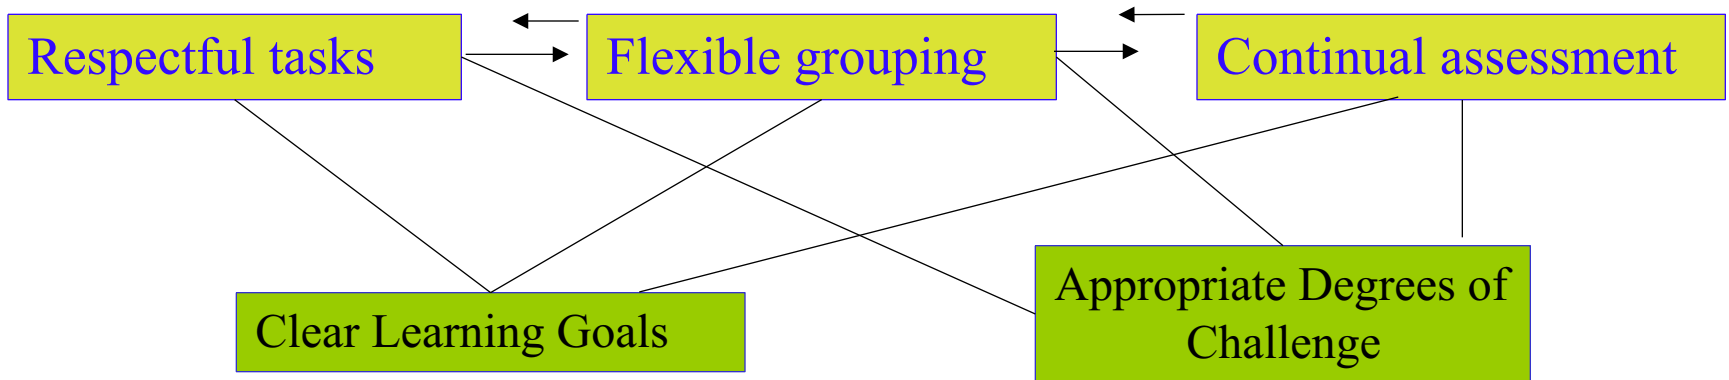 Respectful tasks
Flexible grouping
Continual assessment
Clear Learning Goals
Appropriate Degrees of
Challenge